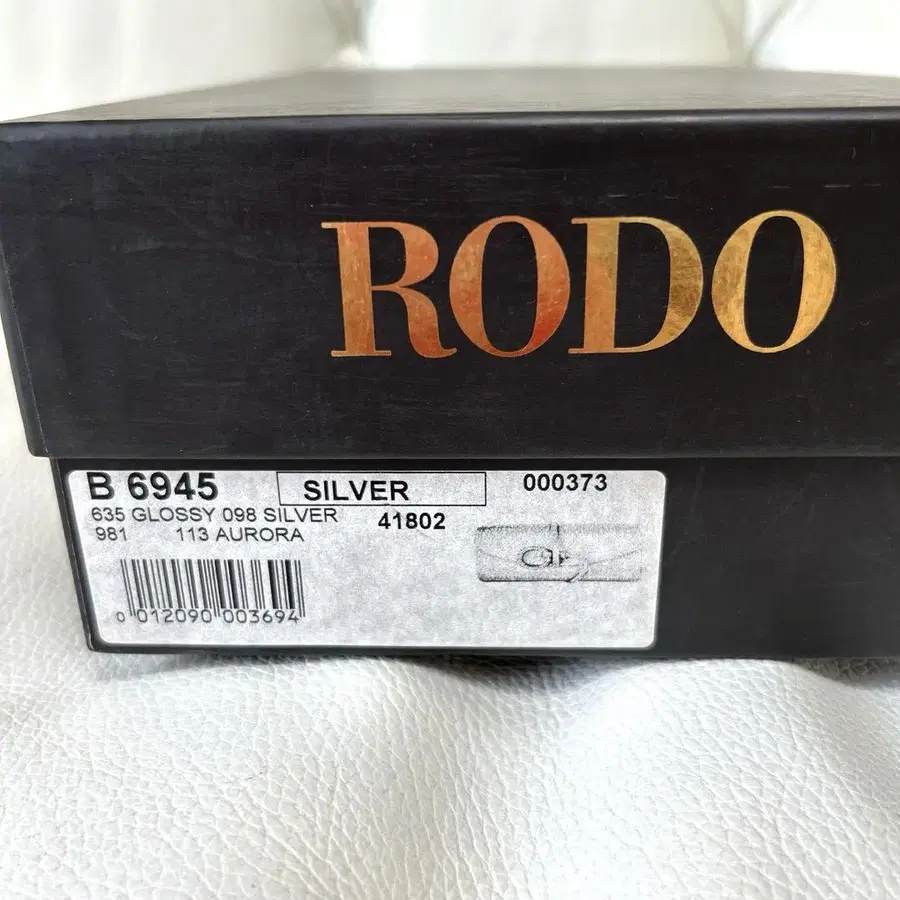 RODO
B 6945
SILVER
000373
635 GLOSSY 098 SILVER
41802
981 113 AURORA
0 012090 003694